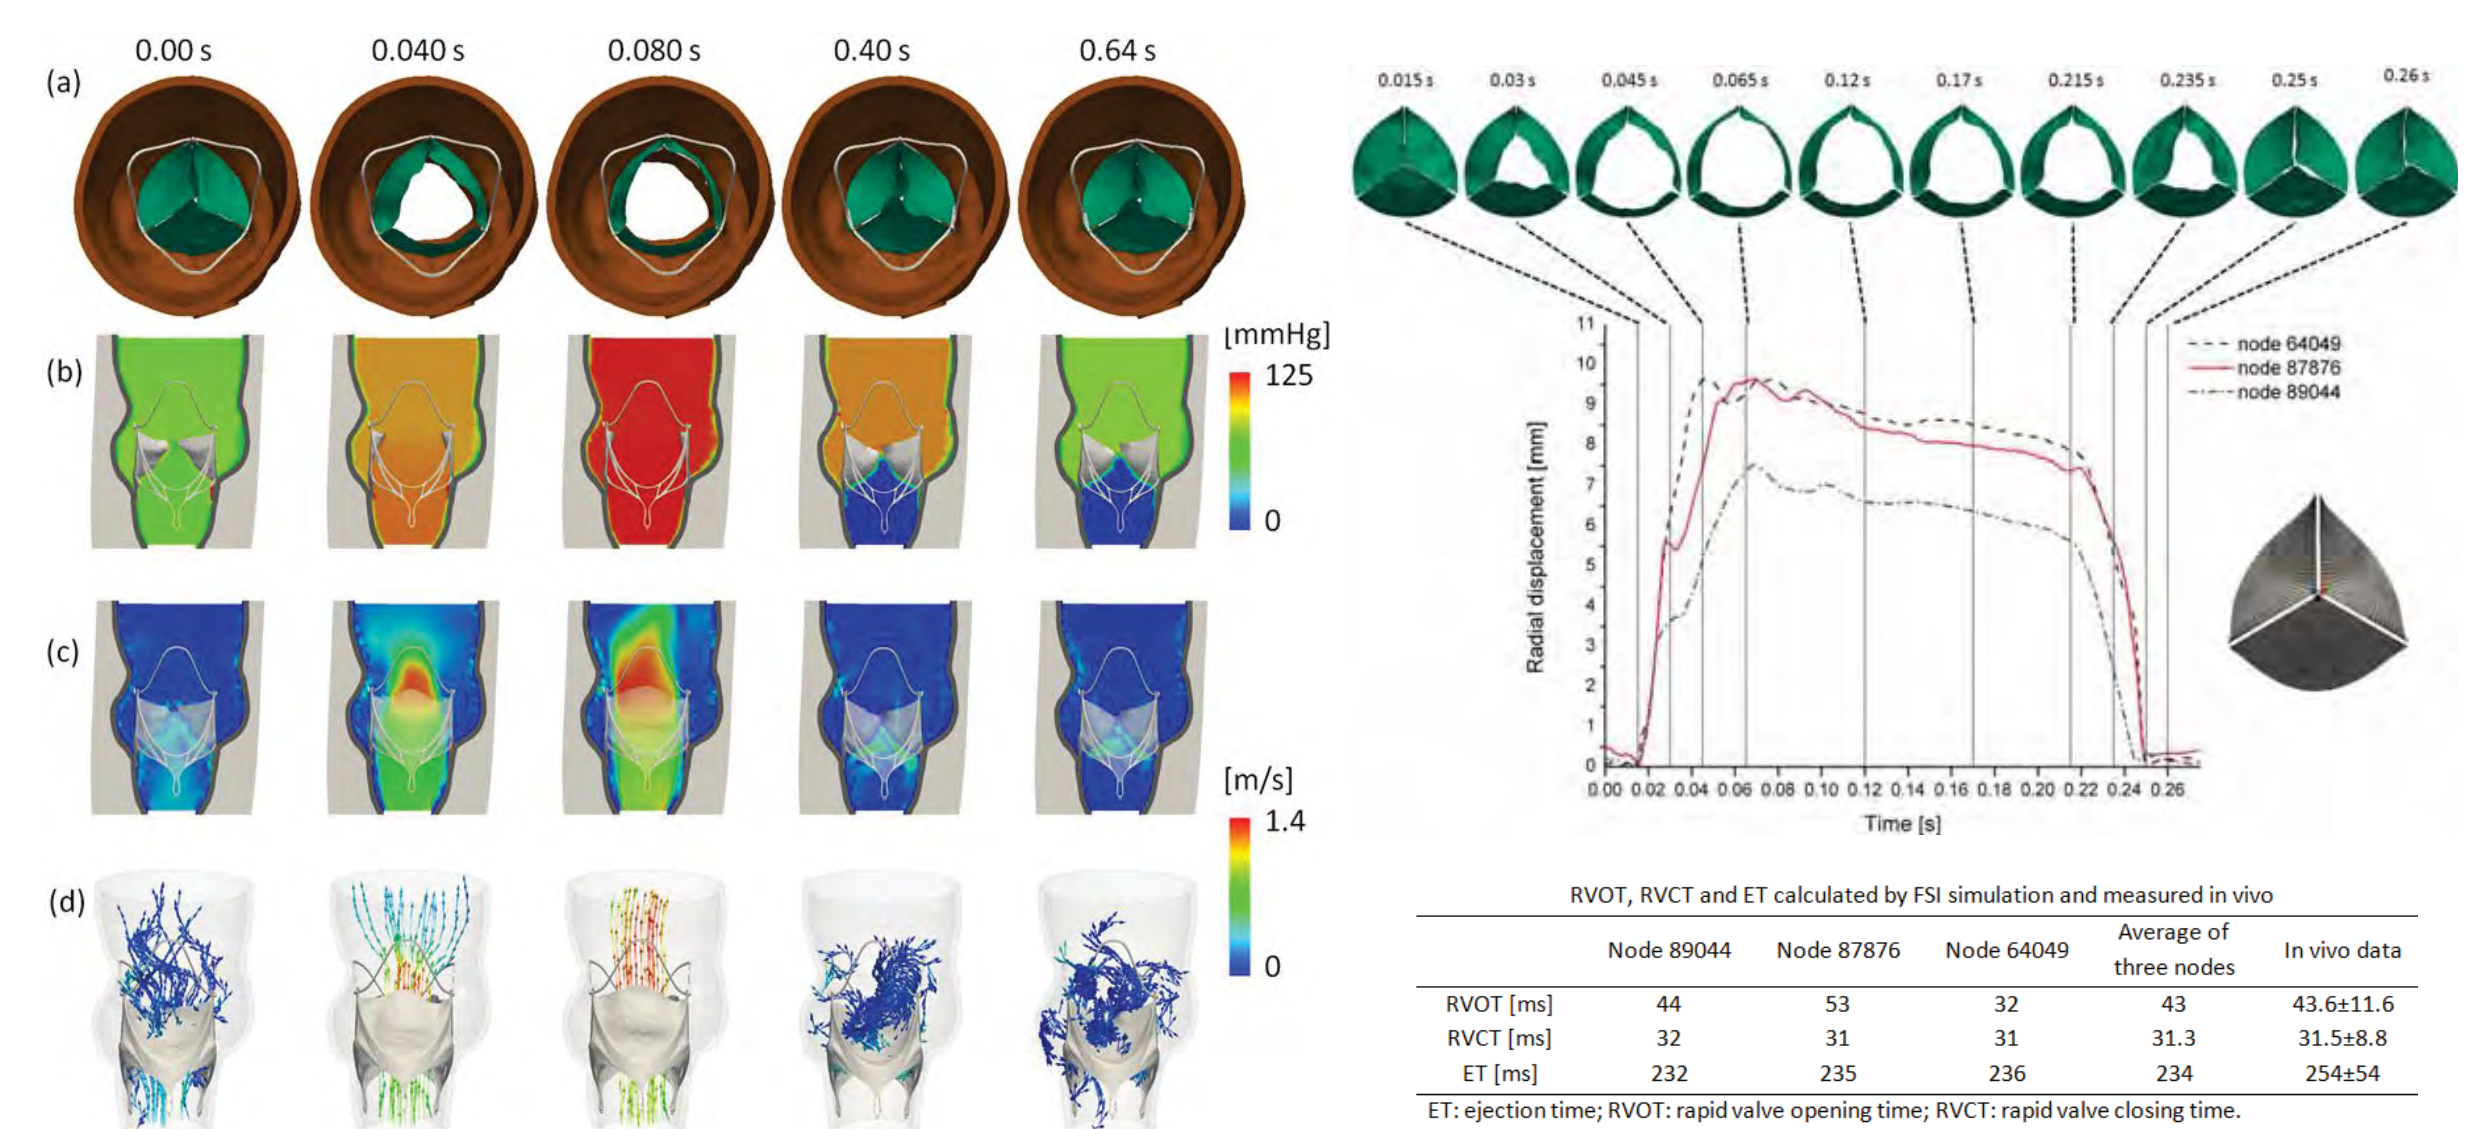 0.00 s 0.040 s 0.080 s 0.40 s 0.64 s
(a)
(b)
[mmHg]
125
0
(c)
[m/s]
1.4
0
(d)
0.015 s 0.03 s 0.045 s 0.065 s 0.12 s 0.17 s 0.215 s 0.235 s 0.25 s 0.26 s
11
10
9
8
7
6
5
4
3
2
1
0
Radial displacement [mm]
node 64049
node 87876
node 89044
0.00 0.02 0.04 0.06 0.08 0.10 0.12 0.14 0.16 0.18 0.20 0.22 0.24 0.26
Time [s]
RVOT, RVCT and ET calculated by FSI simulation and measured in vivo
Node 89044 Node 87876 Node 64049 Average of three nodes In vivo data
RVOT [ms] 44 53 32 43 43.6±11.6
RVCT [ms] 32 31 31 31.3 31.5±8.8
ET [ms] 232 235 236 234 254±54
ET: ejection time; RVOT: rapid valve opening time; RVCT: rapid valve closing time.